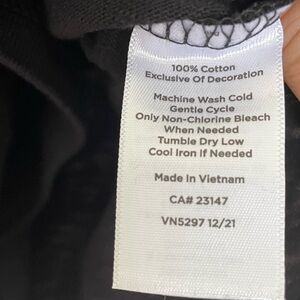 100% Cotton
Exclusive Of Decoration
Machine Wash Cold
Gentle Cycle
Only Non-Chlorine Bleach
When Needed
Tumble Dry Low
Cool Iron If Needed
Made In Vietnam
CA# 23147
VN5297 12/21